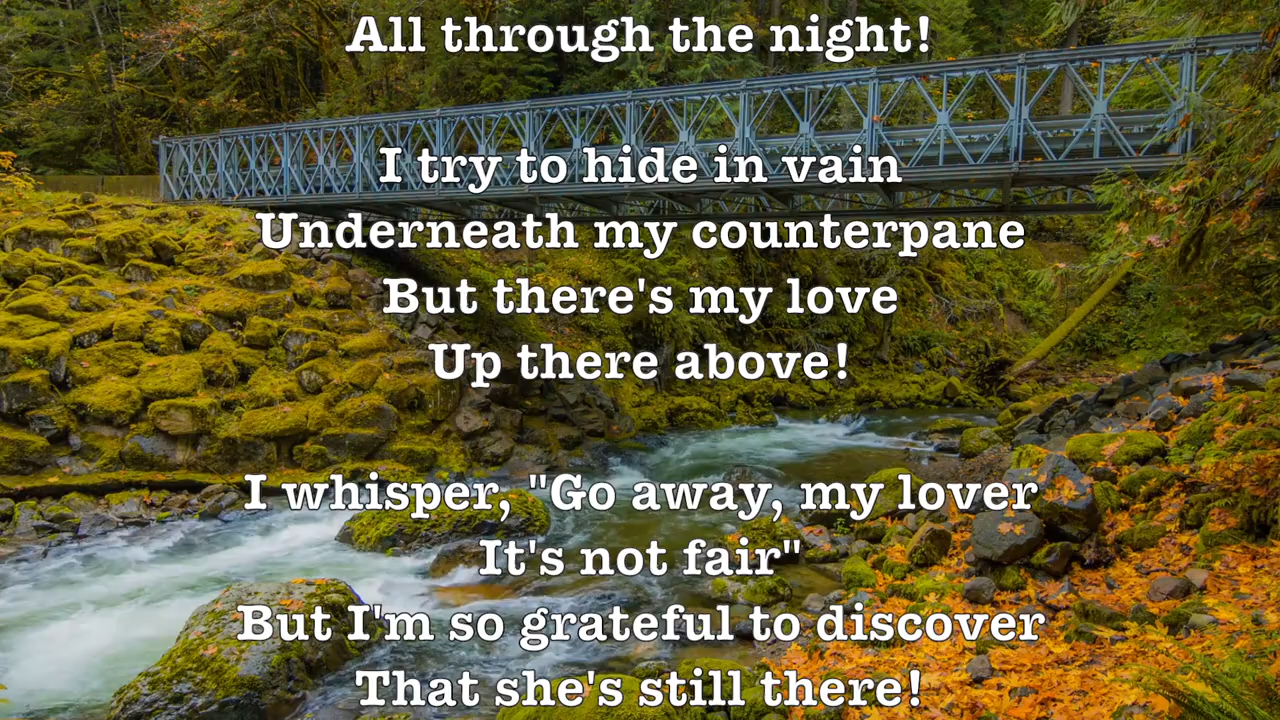 All through the night!
I try to hide in vain
Underneath my counterpane
But there's my love
Up there above!
I whisper, "Go away, my lover
It's not fair"
But I'm so grateful to discover
That she's still there!